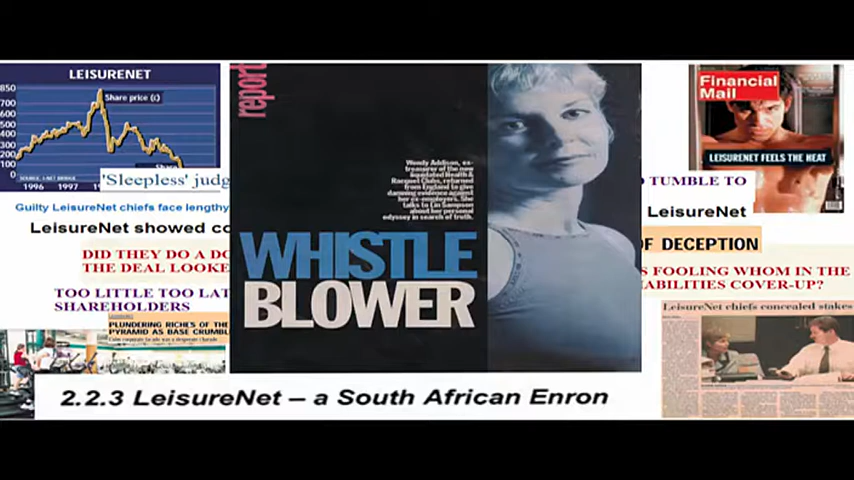 LEISURENET
850
700
600
500
400
300
200
100
0
Share price (c)
Share
SOURCE: I-NET BRIDGE
1996 1997
'Sleepless' judg
Guilty LeisureNet chiefs face lengthy
LeisureNet showed co
DID THEY DO A DO
THE DEAL LOOKE
TOO LITTLE TOO LAT
SHAREHOLDERS
PLUNDERING RICHES OF THE
PYRAMID AS BASE CRUMBL
report
Wendy Addison, ex-
treasurer of the now
liquidated Health &
Racquet Clubs, returned
from England to give
damning evidence against
her ex-employers. She
talks to Lin Sampson
about her personal
odyssey in search of truth.
WHISTLE
BLOWER
Financial
Mail
LEISURENET FEELS THE HEAT
TUMBLE TO
LeisureNet
OF DECEPTION
S FOOLING WHOM IN THE
ABILITIES COVER-UP?
LeisureNet chiefs concealed stakes
2.2.3 LeisureNet – a South African Enron